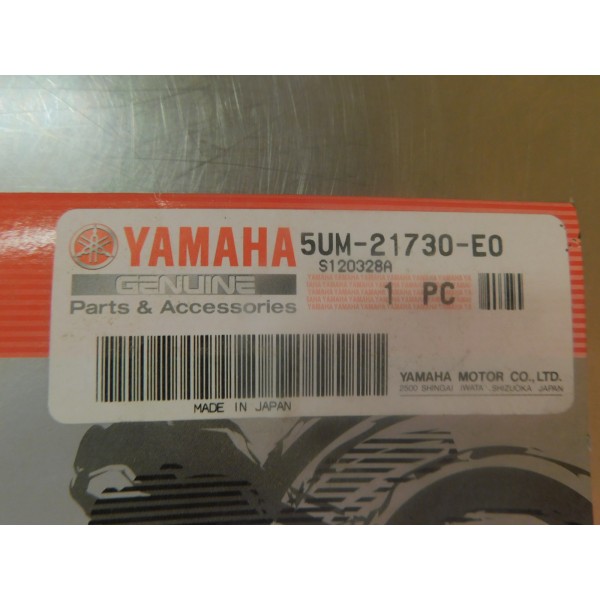 YAMAHA 5UM-21730-E0
S120328A
GENUINE
Parts & Accessories
1 PC
YAMAHA MOTOR CO., LTD.
2500 SHINGAI IWATA SHIZUOKA JAPAN
MADE IN JAPAN